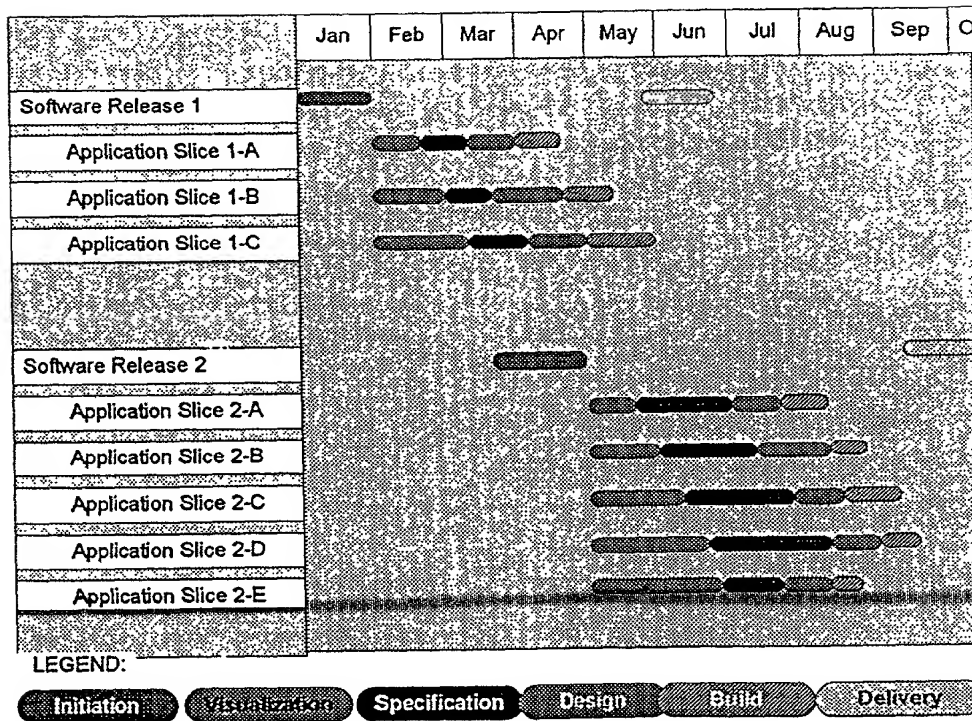 Jan Feb Mar Apr May Jun Jul Aug Sep
Software Release 1
Application Slice 1-A
Application Slice 1-B
Application Slice 1-C
Software Release 2
Application Slice 2-A
Application Slice 2-B
Application Slice 2-C
Application Slice 2-D
Application Slice 2-E
LEGEND:
Initiation Visualization Specification Design Build Delivery